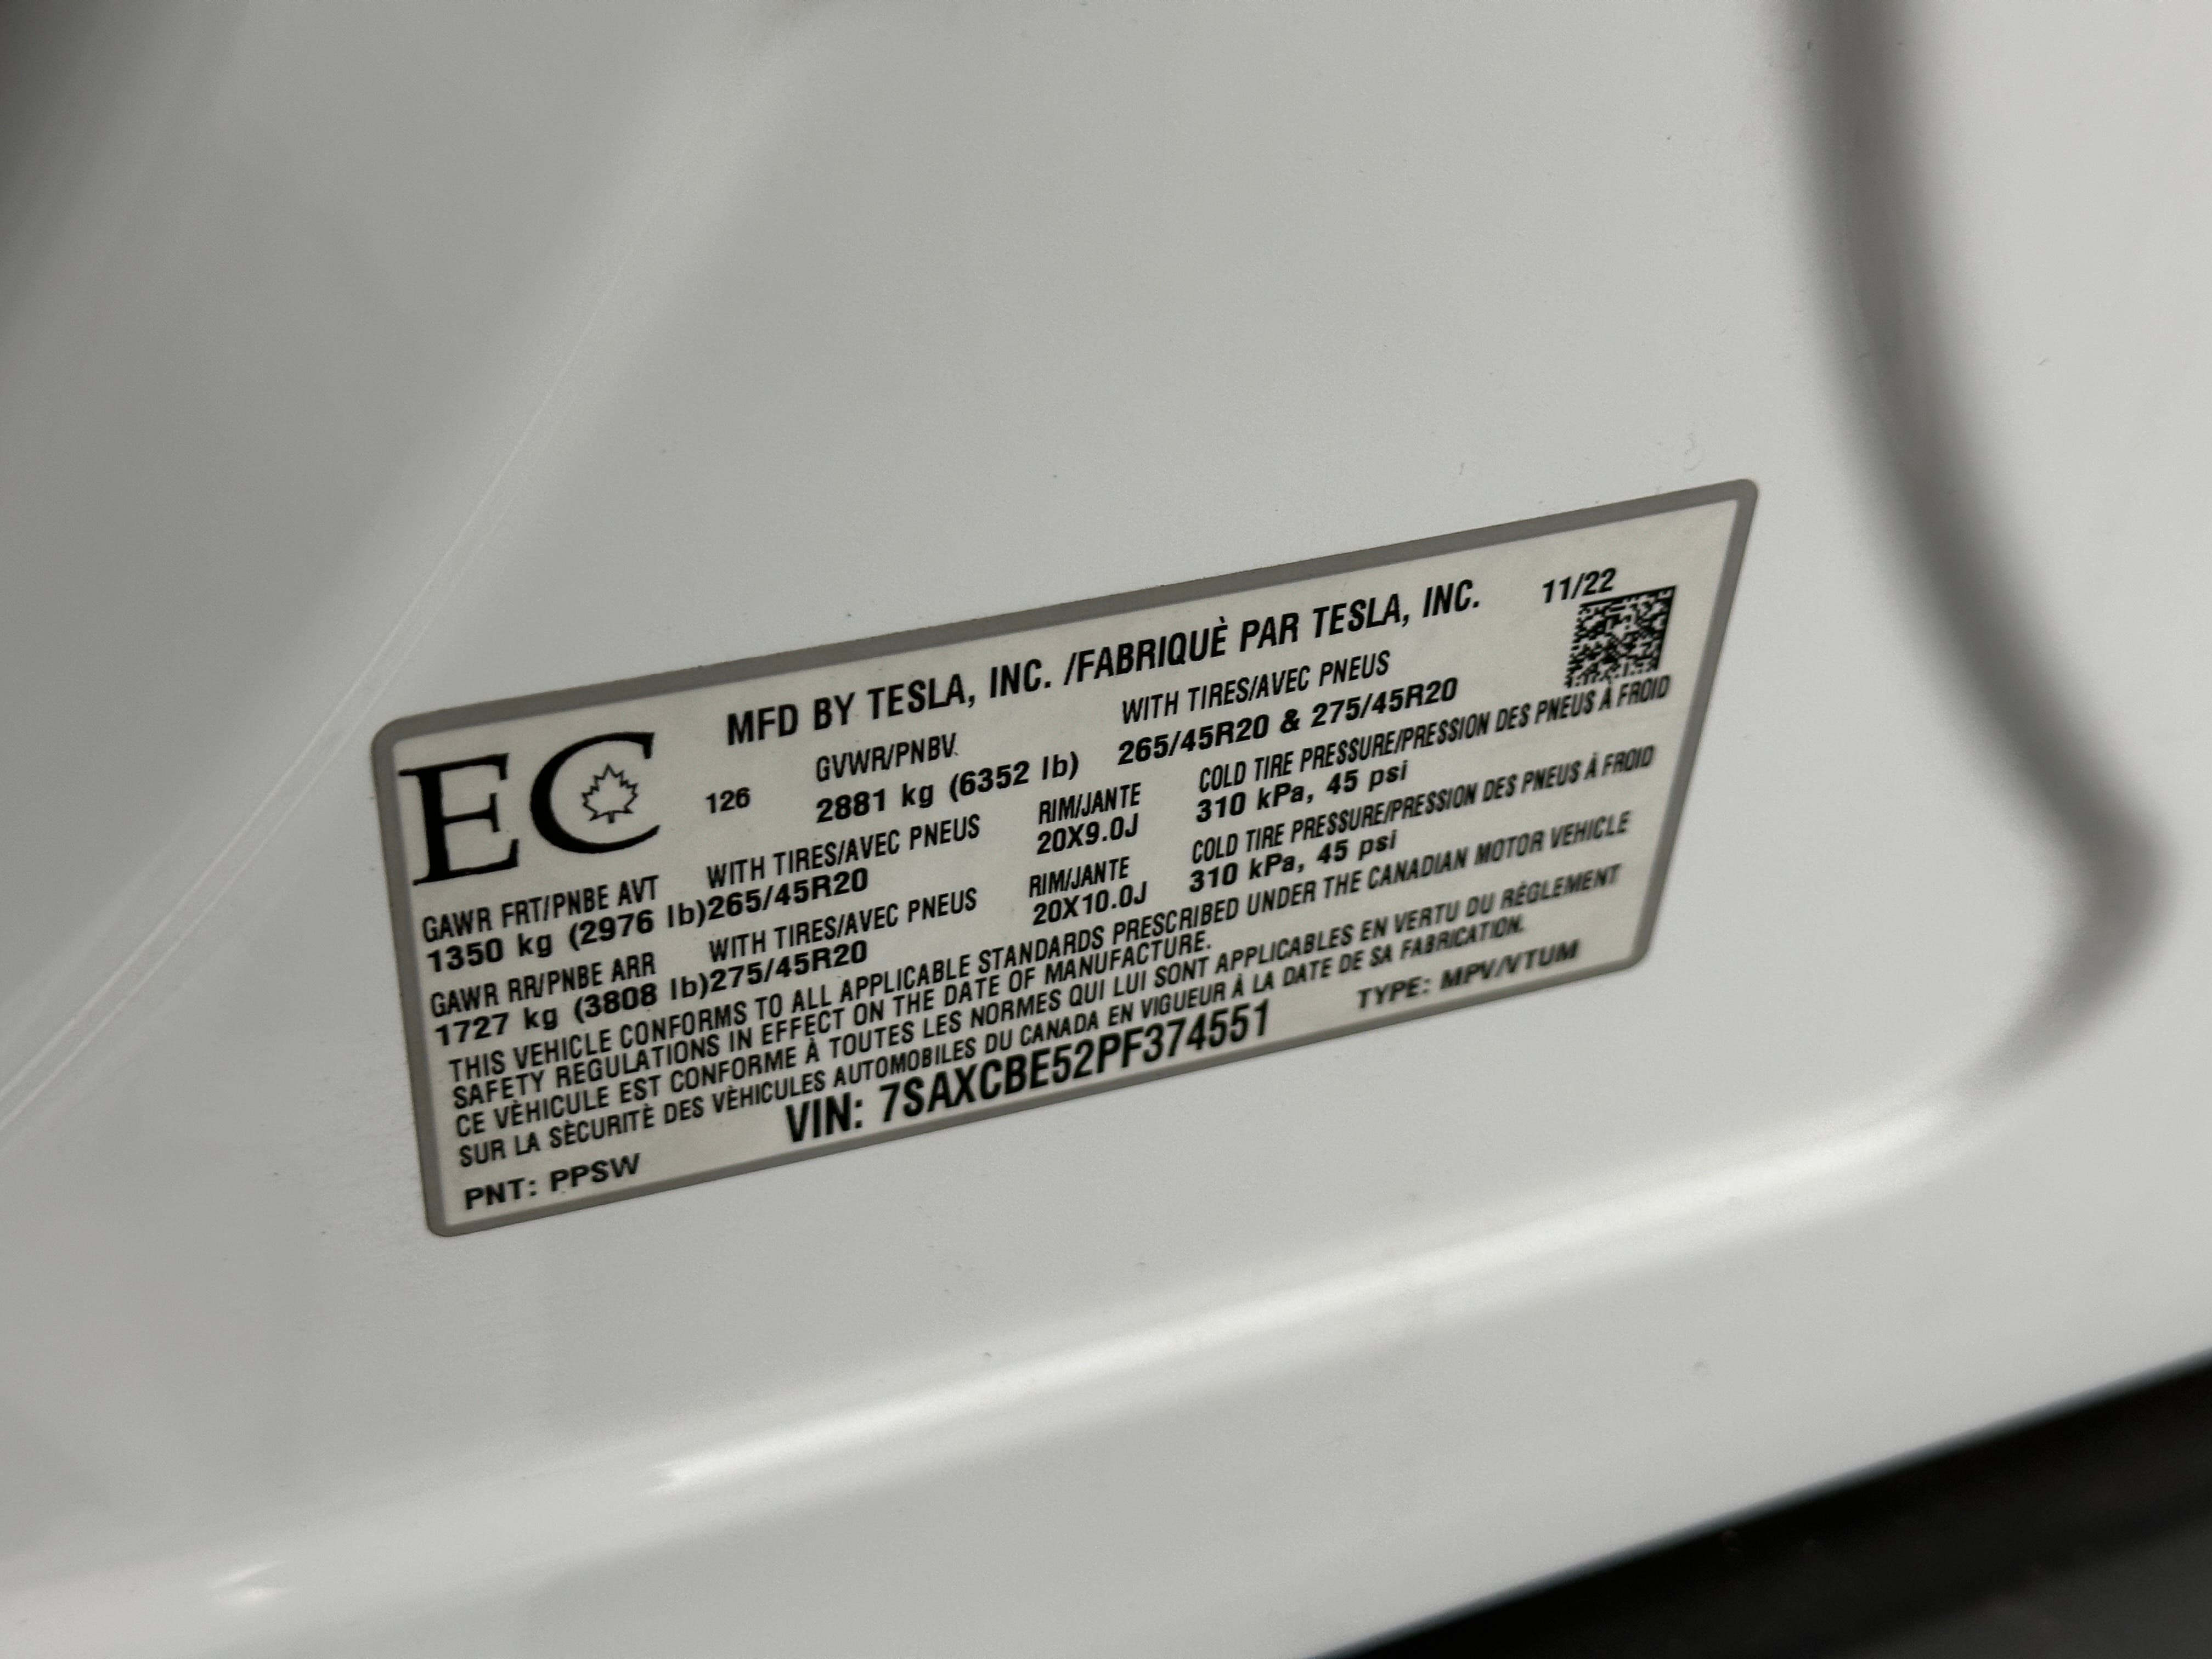 MFD BY TESLA, INC. /FABRIQUÈ PAR TESLA, INC. 11/22
EC 126 GVWR/PNBV WITH TIRES/AVEC PNEUS
2881 kg (6352 lb) 265/45R20 & 275/45R20
GAWR FRT/PNBE AVT WITH TIRES/AVEC PNEUS RIM/JANTE COLD TIRE PRESSURE/PRESSION DES PNEUS À FROID
1350 kg (2976 lb)265/45R20 20X9.0J 310 kPa, 45 psi
GAWR RR/PNBE ARR WITH TIRES/AVEC PNEUS RIM/JANTE COLD TIRE PRESSURE/PRESSION DES PNEUS À FROID
1727 kg (3808 lb)275/45R20 20X10.0J 310 kPa, 45 psi
THIS VEHICLE CONFORMS TO ALL APPLICABLE STANDARDS PRESCRIBED UNDER THE CANADIAN MOTOR VEHICLE
SAFETY REGULATIONS IN EFFECT ON THE DATE OF MANUFACTURE.
CE VÈHICULE EST CONFORME À TOUTES LES NORMES QUI LUI SONT APPLICABLES EN VERTU DU RÈGLEMENT
SUR LA SÈCURITÈ DES VÈHICULES AUTOMOBILES DU CANADA EN VIGUEUR À LA DATE DE SA FABRICATION.
PNT: PPSW VIN: 7SAXCBE52PF374551 TYPE: MPV/VTUM